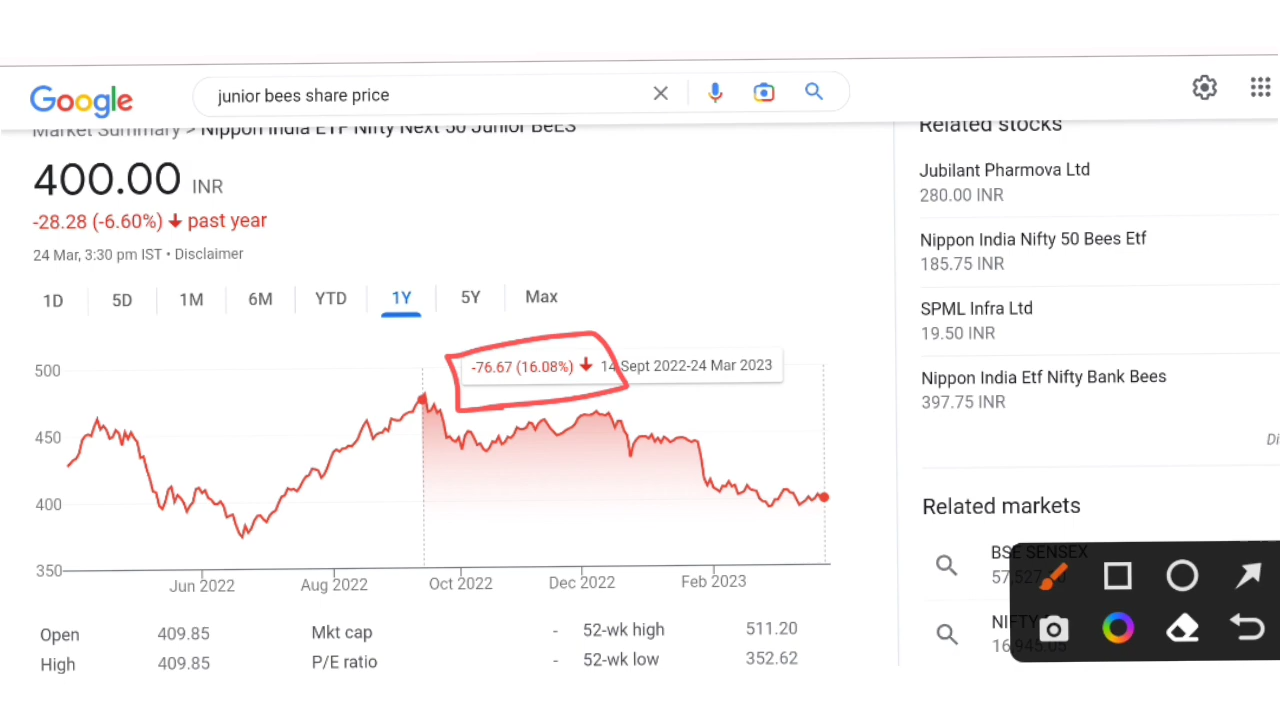 Google
junior bees share price
Market Summary > Nippon India ETF Nifty Next 50 Junior BeES
400.00 INR
-28.28 (-6.60%) past year
24 Mar, 3:30 pm IST • Disclaimer
1D 5D 1M 6M YTD 1Y 5Y Max
-76.67 (16.08%) 14 Sept 2022-24 Mar 2023
500
450
400
350
Jun 2022 Aug 2022 Oct 2022 Dec 2022 Feb 2023
Open 409.85 Mkt cap - 52-wk high 511.20
High 409.85 P/E ratio - 52-wk low 352.62
Related stocks
Jubilant Pharmova Ltd
280.00 INR
Nippon India Nifty 50 Bees Etf
185.75 INR
SPML Infra Ltd
19.50 INR
Nippon India Etf Nifty Bank Bees
397.75 INR
Di
Related markets
BSE SENSEX
NIFTY
16,945.05